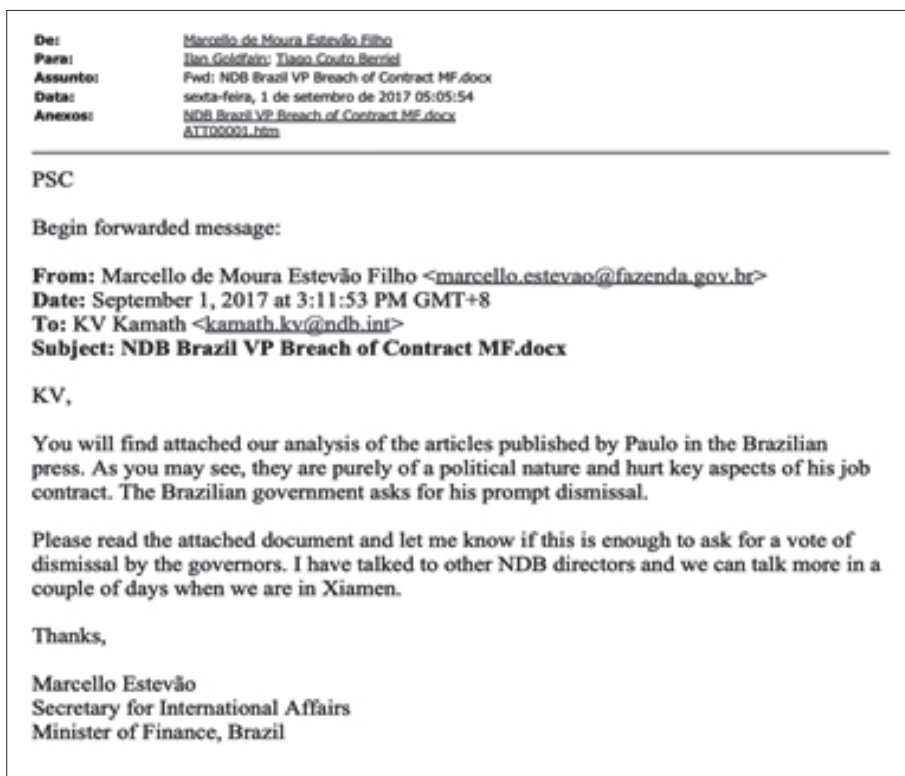 De: Marcello de Moura Estevão Filho
Para: Ilan Goldfajn; Tiago Couto Berriel
Assunto: Fwd: NDB Brazil VP Breach of Contract MF.docx
Data: sexta-feira, 1 de setembro de 2017 05:05:54
Anexos: NDB Brazil VP Breach of Contract MF.docx
ATT00001.htm
PSC
Begin forwarded message:
From: Marcello de Moura Estevão Filho <marcello.estevao@fazenda.gov.br>
Date: September 1, 2017 at 3:11:53 PM GMT+8
To: KV Kamath <kamath.kv@ndb.int>
Subject: NDB Brazil VP Breach of Contract MF.docx
KV,
You will find attached our analysis of the articles published by Paulo in the Brazilian
press. As you may see, they are purely of a political nature and hurt key aspects of his job
contract. The Brazilian government asks for his prompt dismissal.
Please read the attached document and let me know if this is enough to ask for a vote of
dismissal by the governors. I have talked to other NDB directors and we can talk more in a
couple of days when we are in Xiamen.
Thanks,
Marcello Estevão
Secretary for International Affairs
Minister of Finance, Brazil